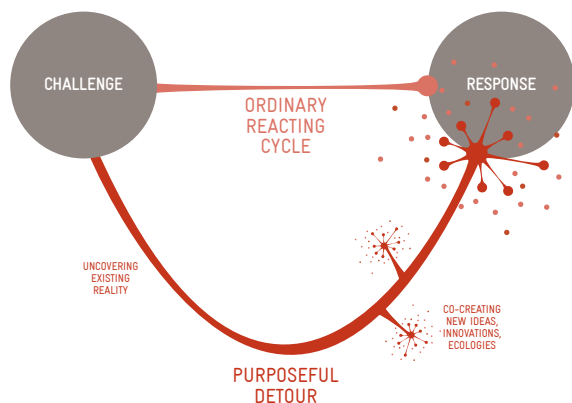 CHALLENGE
RESPONSE
ORDINARY
REACTING
CYCLE
UNCOVERING
EXISTING
REALITY
CO-CREATING
NEW IDEAS,
INNOVATIONS,
ECOLOGIES
PURPOSEFUL
DETOUR